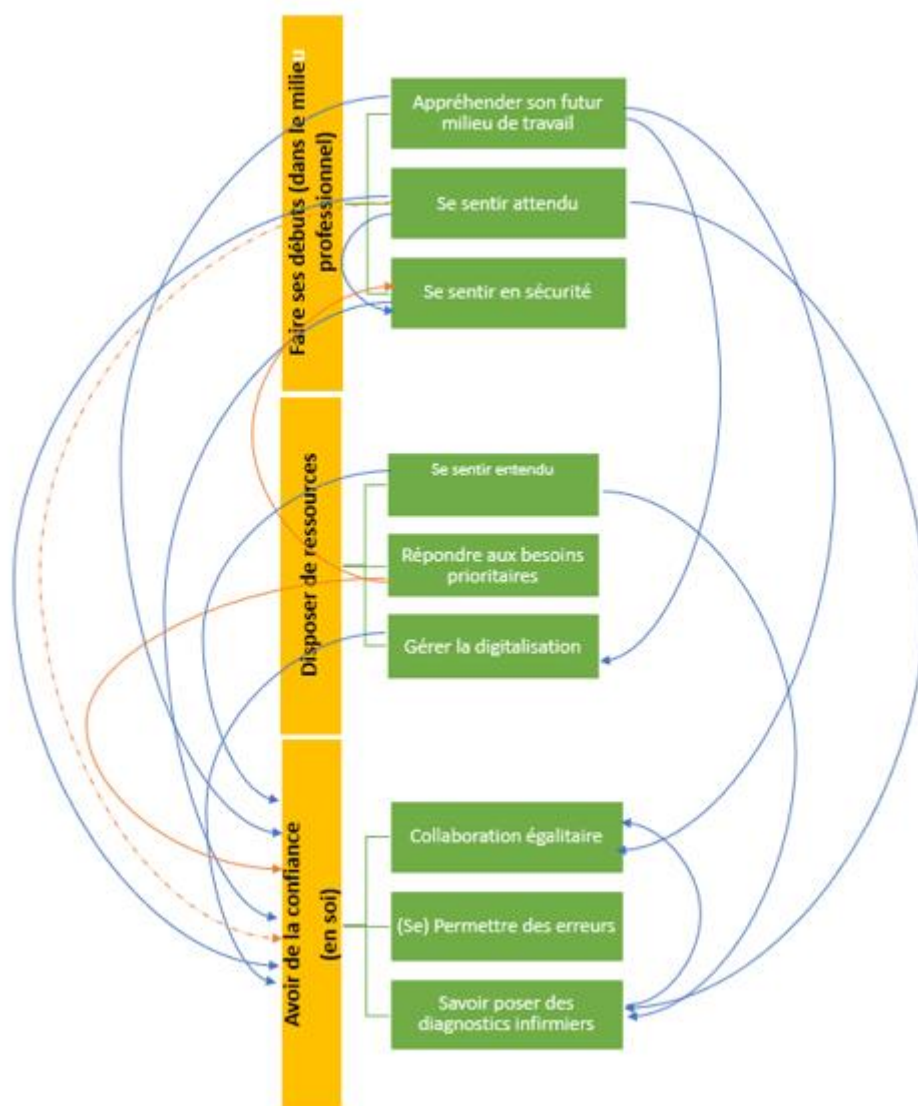 Faire ses débuts (dans le milieu
professionnel)
Appréhender son futur
milieu de travail
Se sentir attendu
Se sentir en sécurité
Disposer de ressources
Se sentir entendu
Répondre aux besoins
prioritaires
Gérer la digitalisation
Avoir de la confiance
(en soi)
Collaboration égalitaire
(Se) Permettre des erreurs
Savoir poser des
diagnostics infirmiers